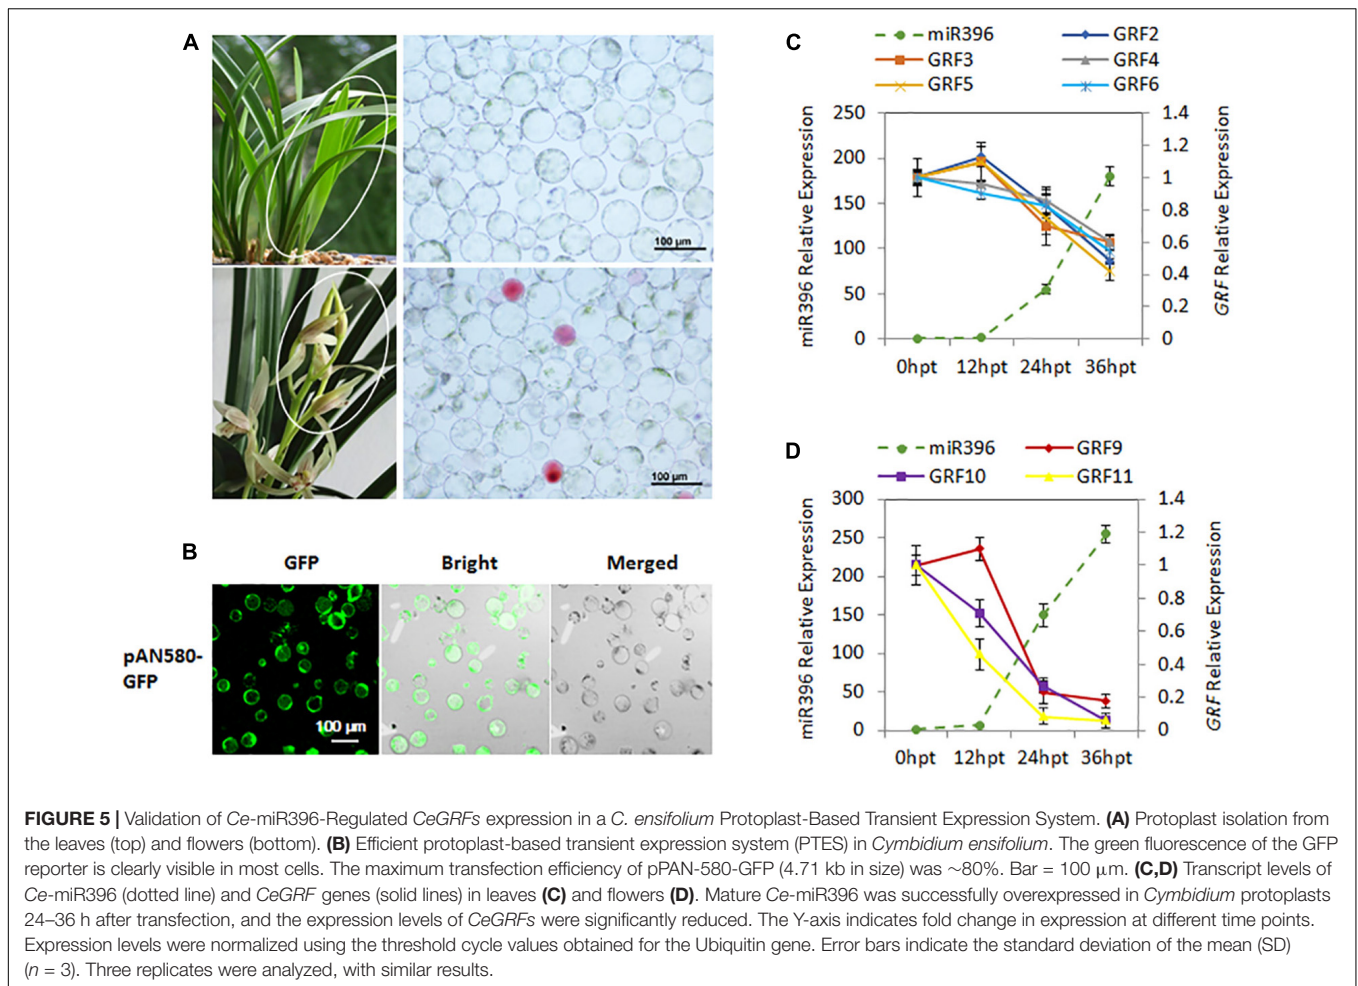 A
100 µm
100 µm
B
GFP Bright Merged
pAN580-
GFP
100 µm
C
miR396 GRF2
GRF3 GRF4
GRF5 GRF6
miR396 Relative Expression
250
200
150
100
50
0
1.4
1.2
1
0.8
0.6
0.4
0.2
0
GRF Relative Expression
0hpt 12hpt 24hpt 36hpt
D
miR396 GRF9
GRF10 GRF11
miR396 Relative Expression
300
250
200
150
100
50
0
1.4
1.2
1
0.8
0.6
0.4
0.2
0
GRF Relative Expression
0hpt 12hpt 24hpt 36hpt
FIGURE 5 | Validation of Ce-miR396-Regulated CeGRFs expression in a C. ensifolium Protoplast-Based Transient Expression System. (A) Protoplast isolation from
the leaves (top) and flowers (bottom). (B) Efficient protoplast-based transient expression system (PTES) in Cymbidium ensifolium. The green fluorescence of the GFP
reporter is clearly visible in most cells. The maximum transfection efficiency of pPAN-580-GFP (4.71 kb in size) was ∼80%. Bar = 100 µm. (C,D) Transcript levels of
Ce-miR396 (dotted line) and CeGRF genes (solid lines) in leaves (C) and flowers (D). Mature Ce-miR396 was successfully overexpressed in Cymbidium protoplasts
24–36 h after transfection, and the expression levels of CeGRFs were significantly reduced. The Y-axis indicates fold change in expression at different time points.
Expression levels were normalized using the threshold cycle values obtained for the Ubiquitin gene. Error bars indicate the standard deviation of the mean (SD)
(n = 3). Three replicates were analyzed, with similar results.